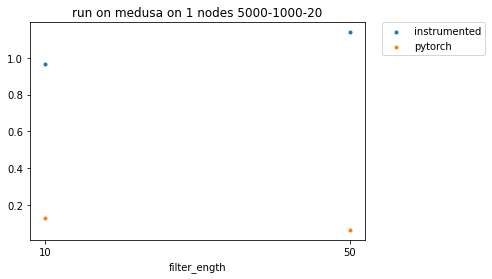 run on medusa on 1 nodes 5000-1000-20
instrumented
pytorch
1.0
0.8
0.6
0.4
0.2
10
50
filter_ength